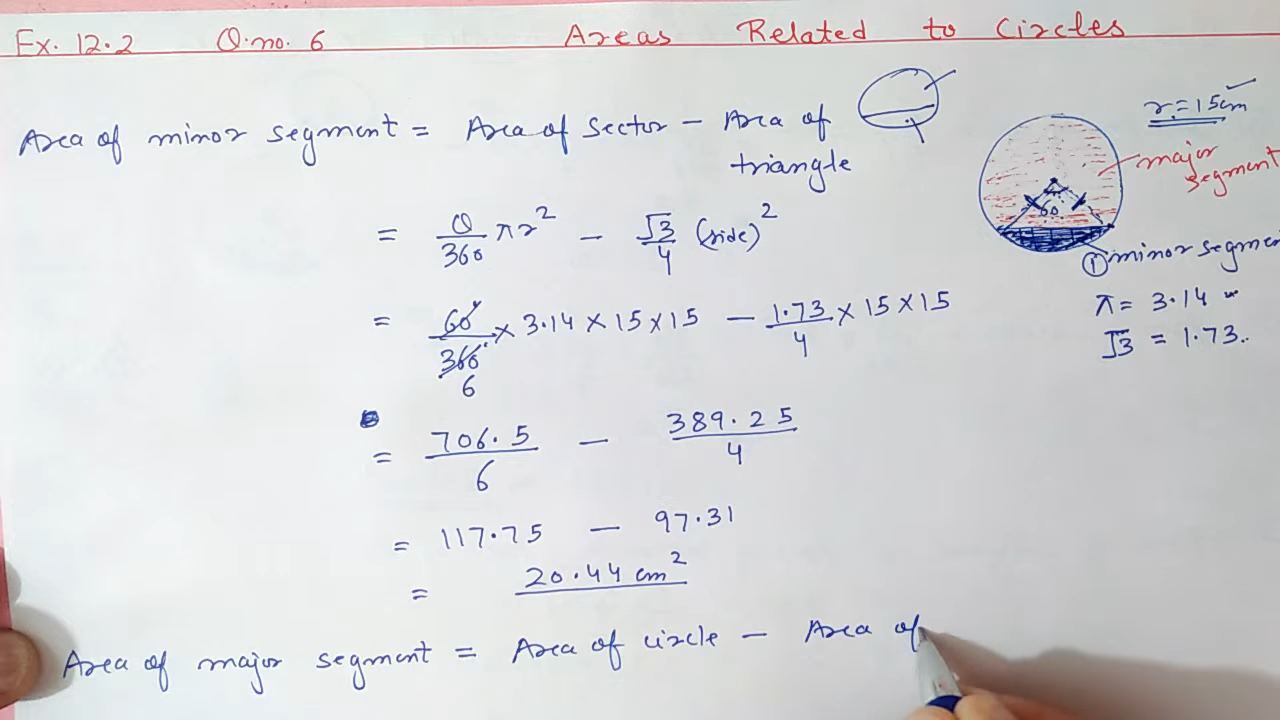 Ex. 12.2 Q.no. 6 Areas Related to Circles
r = 15cm
Area of minor segment = Area of sector − Area of
triangle
major
segment
60
① minor segmen
= θ/360 πr² − √3/4 (side)²
π = 3.14
√3 = 1.73..
= 60/360 × 3.14 × 15 × 15 − 1.73/4 × 15 × 15
6
= 706.5/6 − 389.25/4
= 117.75 − 97.31
= 20.44 cm²
Area of major segment = Area of circle − Area of